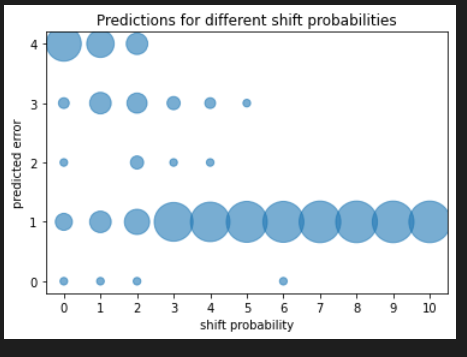 Predictions for different shift probabilities
4
3
2
1
0
predicted error
0 1 2 3 4 5 6 7 8 9 10
shift probability